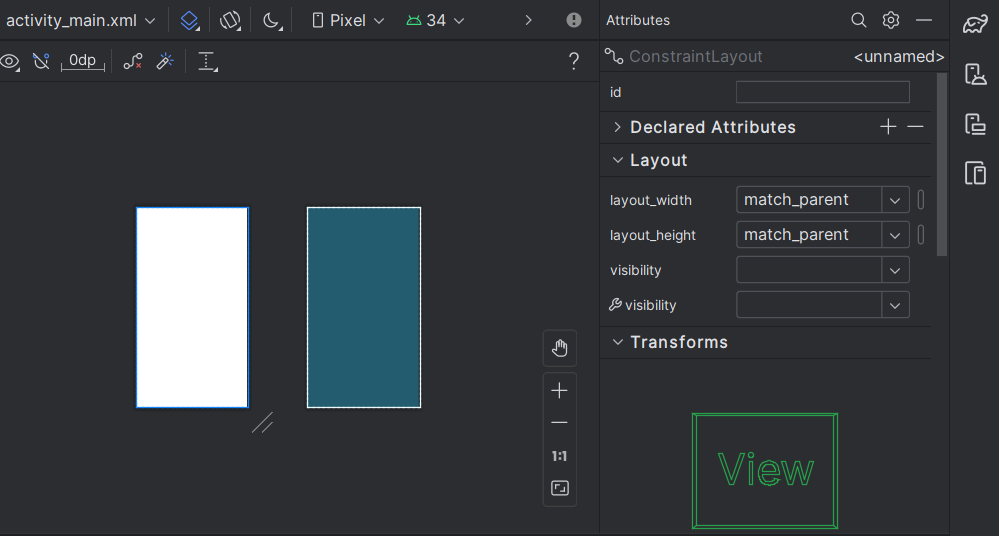 activity_main.xml
Pixel
34
Attributes
0dp
?
ConstraintLayout
<unnamed>
id
Declared Attributes
Layout
layout_width
match_parent
layout_height
match_parent
visibility
visibility
Transforms
1:1
View